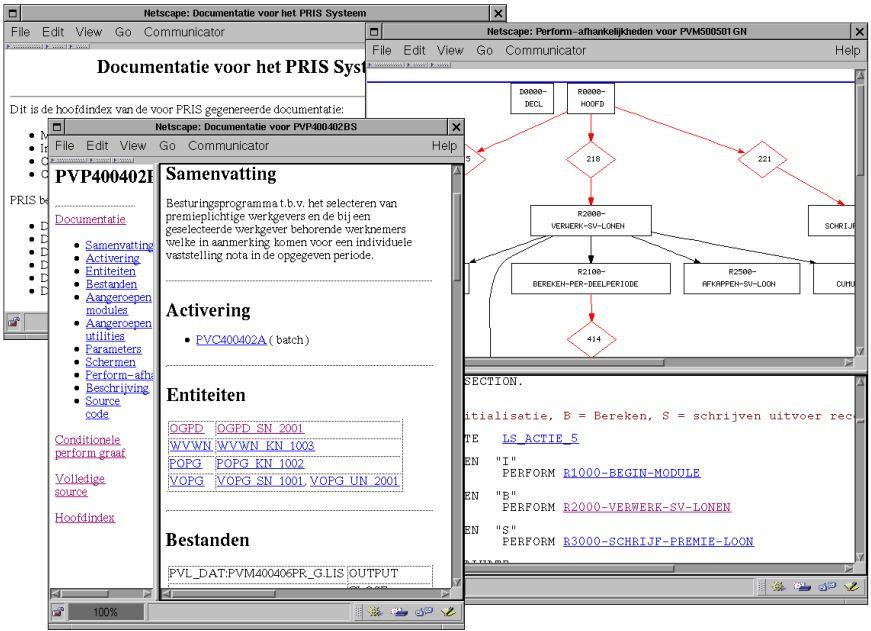 Netscape: Documentatie voor het PRIS Systeem
File Edit View Go Communicator
Documentatie voor het PRIS Syst
Dit is de hoofdindex van de voor PRIS gegenereerde documentatie:
M
I
C
C
PRIS be
D
D
D
D
D
D
Netscape: Perform-afhankelijkheden voor PVM500501GN
File Edit View Go Communicator Help
D0000-
DECL
R0000-
HOOFD
5
218
221
R2000-
VERWERK-SV-LONEN
SCHRIJF
R2100-
BEREKEN-PER-DEELPERIODE
R2500-
AFKAPPEN-SV-LOON
CUMU
414
SECTION.
itialisatie, B = Bereken, S = schrijven uitvoer rec
TE LS_ACTIE_5
EN "I"
PERFORM R1000-BEGIN-MODULE
EN "B"
PERFORM R2000-VERWERK-SV-LONEN
EN "S"
PERFORM R3000-SCHRIJF-PREMIE-LOON
Netscape: Documentatie voor PVP400402BS
File Edit View Go Communicator Help
PVP400402B
Documentatie
Samenvatting
Activering
Entiteiten
Bestanden
Aangeroepen
modules
Aangeroepen
utilities
Parameters
Schermen
Perform-afha
Beschrijving
Source
code
Conditionele
perform graaf
Volledige
source
Hoofdindex
Samenvatting
Besturingsprogramma t.b.v. het selecteren van
premieplichtige werkgevers en de bij een
geselecteerde werkgever behorende werknemers
welke in aanmerking komen voor een individuele
vaststelling nota in de opgegeven periode.
Activering
PVC400402A ( batch )
Entiteiten
OGPD OGPD_SN_2001
WVWN WVWN_KN_1003
POPG POPG_KN_1002
VOPG VOPG_SN_1001, VOPG_UN_2001
Bestanden
PVL_DAT:PVM400406PR_G.LIS OUTPUT
100%